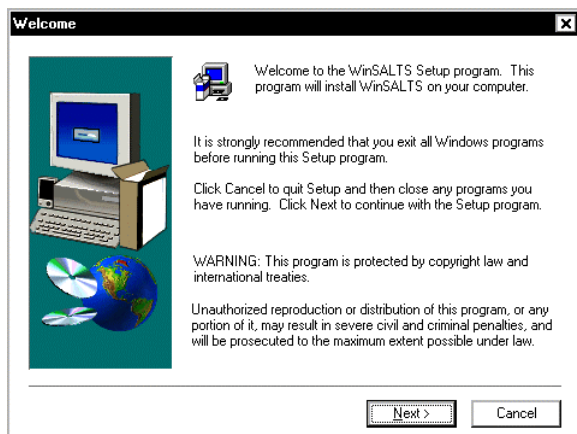 Welcome
Welcome to the WinSALTS Setup program. This
program will install WinSALTS on your computer.
It is strongly recommended that you exit all Windows programs
before running this Setup program.
Click Cancel to quit Setup and then close any programs you
have running. Click Next to continue with the Setup program.
WARNING: This program is protected by copyright law and
international treaties.
Unauthorized reproduction or distribution of this program, or any
portion of it, may result in severe civil and criminal penalties, and
will be prosecuted to the maximum extent possible under law.
Next >
Cancel